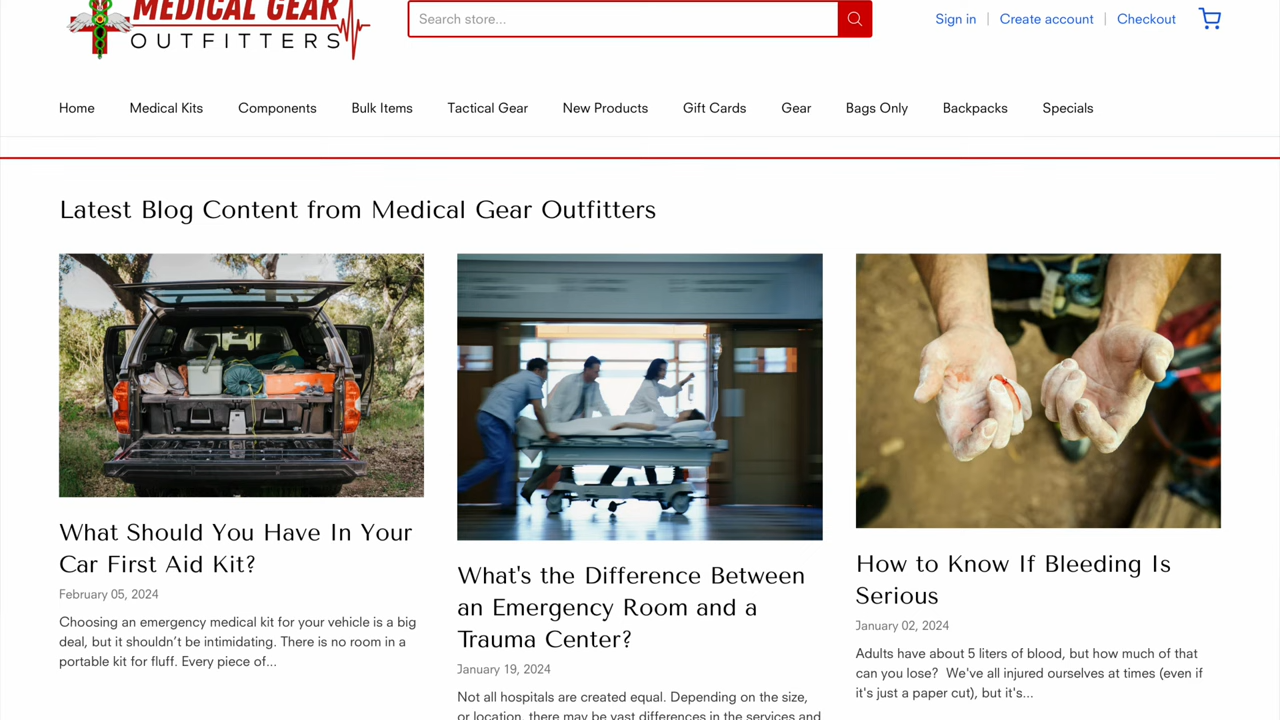 MEDICAL GEAR
OUTFITTERS
Search store...
Sign in | Create account | Checkout
Home Medical Kits Components Bulk Items Tactical Gear New Products Gift Cards Gear Bags Only Backpacks Specials
Latest Blog Content from Medical Gear Outfitters
What Should You Have In Your
Car First Aid Kit?
February 05, 2024
Choosing an emergency medical kit for your vehicle is a big
deal, but it shouldn’t be intimidating. There is no room in a
portable kit for fluff. Every piece of...
What's the Difference Between
an Emergency Room and a
Trauma Center?
January 19, 2024
Not all hospitals are created equal. Depending on the size,
or location, there may be vast differences in the services and
How to Know If Bleeding Is
Serious
January 02, 2024
Adults have about 5 liters of blood, but how much of that
can you lose?  We've all injured ourselves at times (even if
it's just a paper cut), but it's...